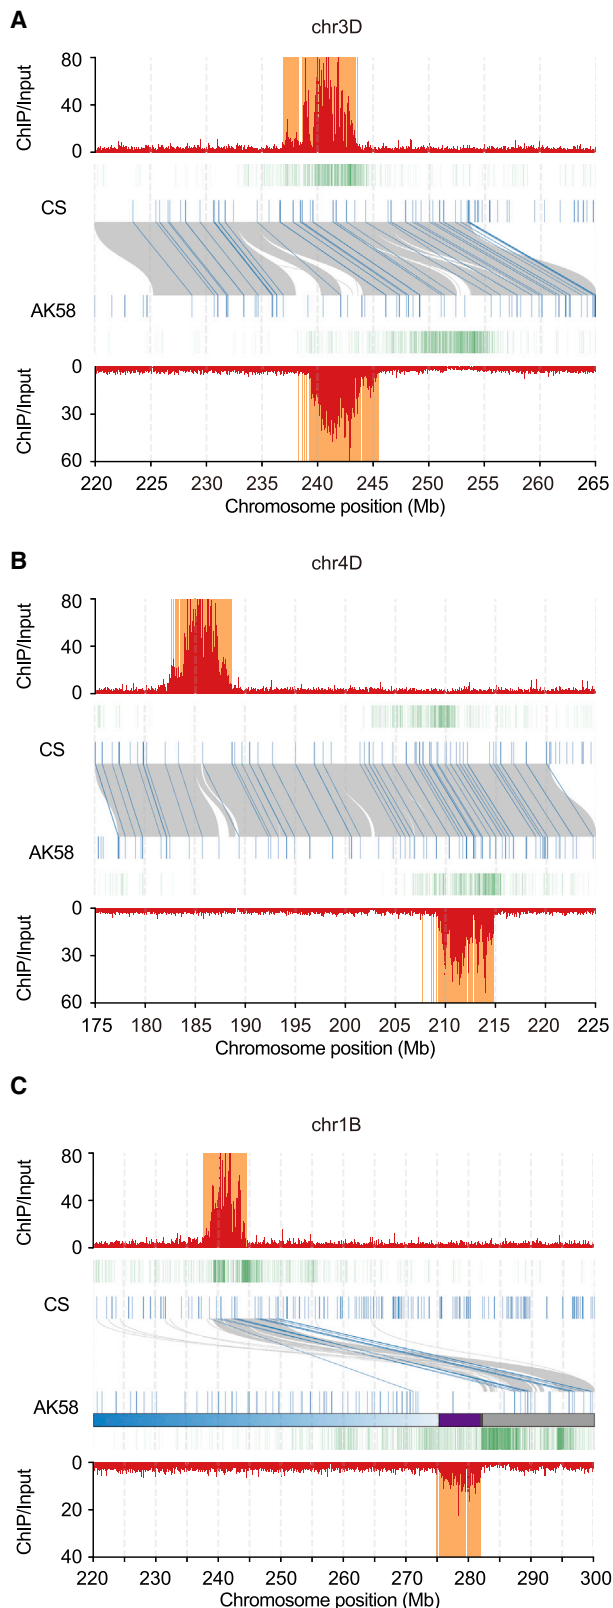 A
chr3D
80
40
0
ChIP/Input
CS
AK58
0
30
60
ChIP/Input
220 225 230 235 240 245 250 255 260 265
Chromosome position (Mb)
B
chr4D
80
40
0
ChIP/Input
CS
AK58
0
30
60
ChIP/Input
175 180 185 190 195 200 205 210 215 220 225
Chromosome position (Mb)
C
chr1B
80
40
0
ChIP/Input
CS
AK58
0
20
40
ChIP/Input
220 230 240 250 260 270 280 290 300
Chromosome position (Mb)